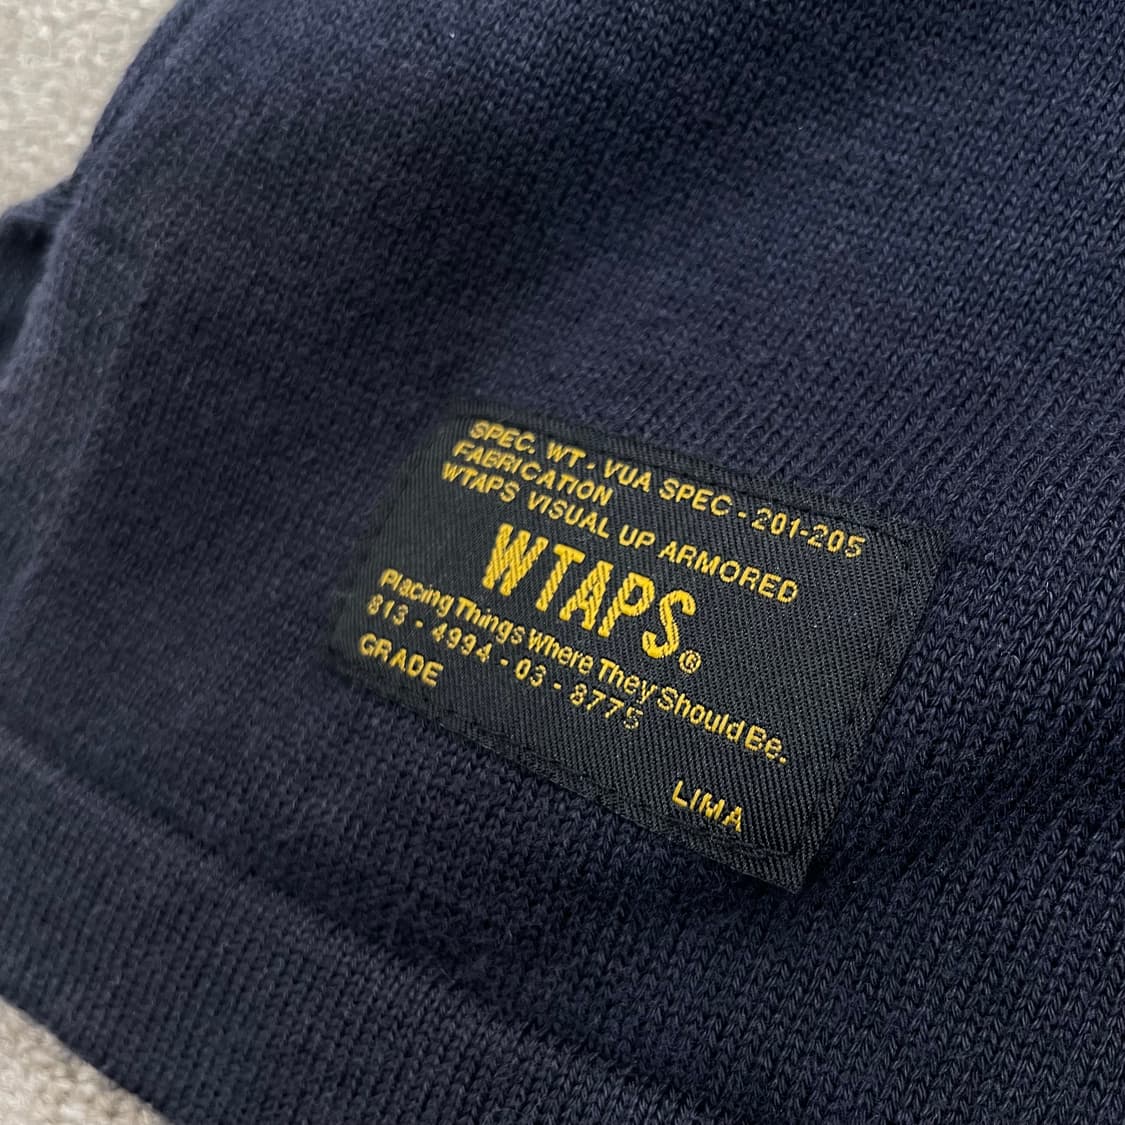 SPEC. WT - VUA SPEC - 201-205
FABRICATION
WTAPS VISUAL UP ARMORED
WTAPS®
Placing Things Where They Should Be.
813 - 4994 - 03 - 8775
GRADE
LIMA